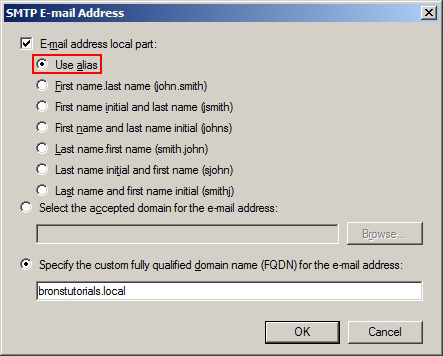 SMTP E-mail Address
E-mail address local part:
Use alias
First name.last name (john.smith)
First name initial and last name (jsmith)
First name and last name initial (johns)
Last name.first name (smith.john)
Last name initial and first name (sjohn)
Last name and first name initial (smithj)
Select the accepted domain for the e-mail address:
Browse...
Specify the custom fully qualified domain name (FQDN) for the e-mail address:
bronstutorials.local
OK Cancel